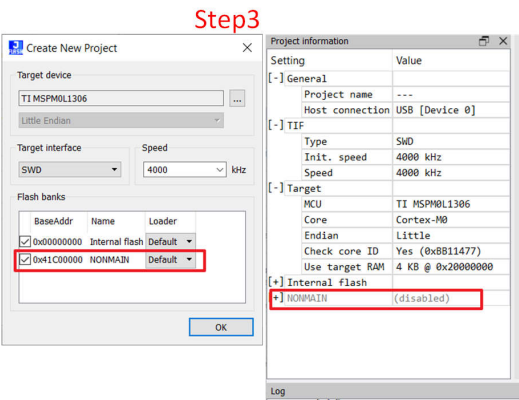 Step3
Create New Project
Target device
TI MSPM0L1306
...
Little Endian
Target interface
Speed
SWD
4000
kHz
Flash banks
BaseAddr Name Loader
0x00000000 Internal flash Default
0x41C00000 NONMAIN Default
OK
Project information
Setting Value
[-] General
Project name ---
Host connection USB [Device 0]
[-] TIF
Type SWD
Init. speed 4000 kHz
Speed 4000 kHz
[-] Target
MCU TI MSPM0L1306
Core Cortex-M0
Endian Little
Check core ID Yes (0xBB11477)
Use target RAM 4 KB @ 0x20000000
[+] Internal flash
[+] NONMAIN (disabled)
Log